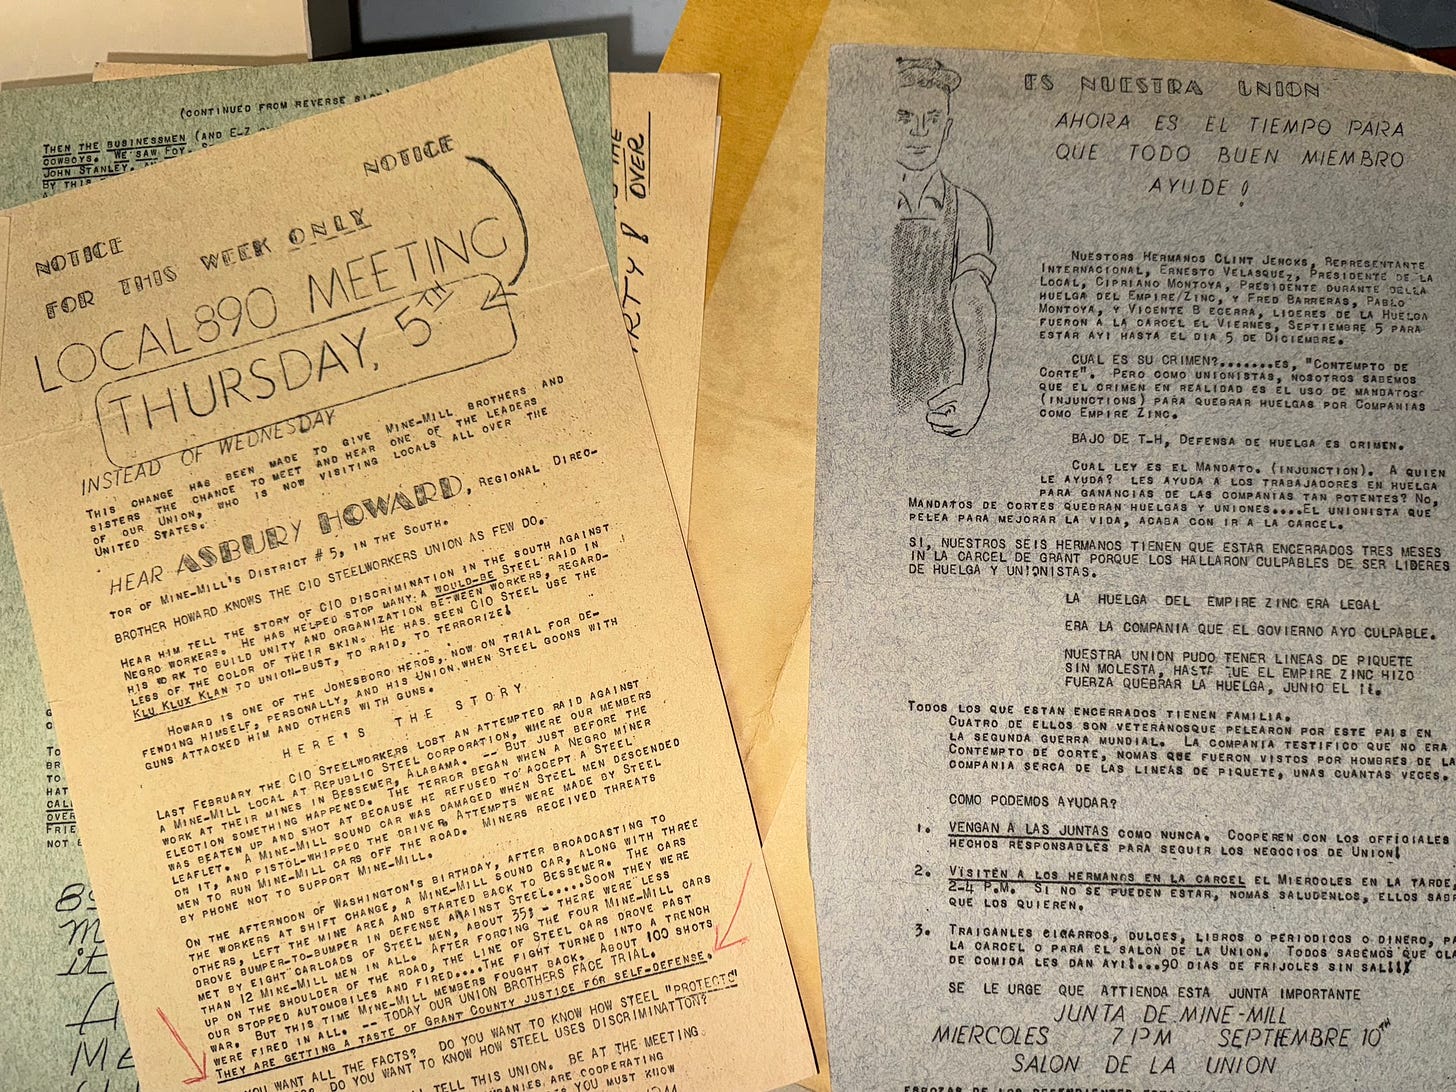 (CONTINUED FROM REVERSE SIDE)
THEN THE BUSINESSMEN (AND E-Z
COWBOYS. WE SAW FOY,
JOHN STANLEY,
BY THIS
NOTICE
NOTICE
FOR THIS WEEK ONLY
LOCAL 890 MEETING
THURSDAY, 5TH
INSTEAD OF WEDNESDAY
THIS CHANGE HAS BEEN MADE TO GIVE MINE-MILL BROTHERS AND
SISTERS THE CHANCE TO MEET AND HEAR ONE OF THE LEADERS
OF OUR UNION, WHO IS NOW VISITING LOCALS ALL OVER THE
UNITED STATES.
HEAR ASBURY HOWARD, REGIONAL DIREC-
TOR OF MINE-MILL'S DISTRICT #5, IN THE SOUTH.
BROTHER HOWARD KNOWS THE CIO STEELWORKERS UNION AS FEW DO.
HEAR HIM TELL THE STORY OF CIO DISCRIMINATION IN THE SOUTH AGAINST
NEGRO WORKERS. HE HAS HELPED STOP MANY A WOULD-BE STEEL RAID IN
HIS WORK TO BUILD UNITY AND ORGANIZATION BETWEEN WORKERS, REGARD-
LESS OF THE COLOR OF THEIR SKIN. HE HAS SEEN CIO STEEL USE THE
KLU KLUX KLAN TO UNION-BUST, TO RAID, TO TERRORIZE!
HOWARD IS ONE OF THE JONESBORO HEROS, NOW ON TRIAL FOR DE-
FENDING HIMSELF, PERSONALLY, AND HIS UNION, WHEN STEEL GOONS WITH
GUNS ATTACKED HIM AND OTHERS WITH GUNS.
HERE'S THE STORY
LAST FEBRUARY THE CIO STEELWORKERS LOST AN ATTEMPTED RAID AGAINST
A MINE-MILL LOCAL AT REPUBLIC STEEL CORPORATION, WHERE OUR MEMBERS
WORK AT THEIR MINES IN BESSEMER, ALABAMA. -- BUT JUST BEFORE THE
ELECTION SOMETHING HAPPENED. THE TERROR BEGAN WHEN A NEGRO MINER
WAS BEATEN UP AND SHOT AT BECAUSE HE REFUSED TO ACCEPT A STEEL
LEAFLET. A MINE-MILL SOUND CAR WAS DAMAGED WHEN STEEL MEN DESCENDED
ON IT, AND PISTOL-WHIPPED THE DRIVER. ATTEMPTS WERE MADE BY STEEL
MEN TO RUN MINE-MILL CARS OFF THE ROAD. MINERS RECEIVED THREATS
BY PHONE NOT TO SUPPORT MINE-MILL.
ON THE AFTERNOON OF WASHINGTON'S BIRTHDAY, AFTER BROADCASTING TO
THE WORKERS AT SHIFT CHANGE, A MINE-MILL SOUND CAR, ALONG WITH THREE
OTHERS, LEFT THE MINE AREA AND STARTED BACK TO BESSEMER. THE CARS
DROVE BUMPER-TO-BUMPER IN DEFENSE AGAINST STEEL.....SOON THEY WERE
MET BY EIGHT CARLOADS OF STEEL MEN, ABOUT 35, - THERE WERE LESS
THAN 12 MINE-MILL MEN IN ALL. AFTER FORCING THE FOUR MINE-MILL CARS
UP ON THE SHOULDER OF THE ROAD, THE LINE OF STEEL CARS DROVE PAST
OUR STOPPED AUTOMOBILES AND FIRED....THE FIGHT TURNED INTO A TRENCH
WAR. BUT THIS TIME MINE-MILL MEMBERS FOUGHT BACK. ABOUT 100 SHOTS
WERE FIRED IN ALL. -- TODAY OUR UNION BROTHERS FACE TRIAL.
THEY ARE GETTING A TASTE OF GRANT COUNTY JUSTICE FOR SELF-DEFENSE.
YOU WANT ALL THE FACTS? DO YOU WANT TO KNOW HOW STEEL "PROTECTS"
DO YOU WANT TO KNOW HOW STEEL USES DISCRIMINATION?
TELL THIS UNION. BE AT THE MEETING
ARE COOPERATING
YOU MUST KNOW
OVER
ES NUESTRA UNION
AHORA ES EL TIEMPO PARA
QUE TODO BUEN MIEMBRO
AYUDE!
NUESTORS HERMANOS CLINT JENCKS, REPRESENTANTE
INTERNACIONAL, ERNESTO VELASQUEZ, PRESIDENTE DE LA
LOCAL, CIPRIANO MONTOYA, PRESIDENTE DURANTE DELLA
HUELGA DEL EMPIRE/ZINC, Y FRED BARRERAS, PABLO
MONTOYA, Y VICENTE B ECERRA, LIDERES DE LA HUELGA
FUERON A LA CARCEL EL VIERNES, SEPTIEMBRE 5 PARA
ESTAR AYI HASTA EL DIA 5 DE DICIEMBRE.
CUAL ES SU CRIMEN?.......ES, "CONTEMPTO DE
CORTE". PERO COMO UNIONISTAS, NOSOTROS SABEMOS
QUE EL CRIMEN EN REALIDAD ES EL USO DE MANDATOS
(INJUNCTIONS) PARA QUEBRAR HUELGAS POR COMPANIAS
COMO EMPIRE ZINC.
BAJO DE T-H, DEFENSA DE HUELGA ES CRIMEN.
CUAL LEY ES EL MANDATO. (INJUNCTION). A QUIEN
LE AYUDA? LES AYUDA A LOS TRABAJADORES EN HUELGA
PARA GANANCIAS DE LAS COMPANIAS TAN POTENTES? NO,
MANDATOS DE CORTES QUEBRAN HUELGAS Y UNIONES....EL UNIONISTA QUE
PELEA PARA MEJORAR LA VIDA, ACABA CON IR A LA CARCEL.
SI, NUESTROS SEIS HERMANOS TIENEN QUE ESTAR ENCERRADOS TRES MESES
IN LA CARCEL DE GRANT PORQUE LOS HALLARON CULPABLES DE SER LIDERES
DE HUELGA Y UNIONISTAS.
LA HUELGA DEL EMPIRE ZINC ERA LEGAL
ERA LA COMPANIA QUE EL GOVIERNO AYO CULPABLE.
NUESTRA UNION PUDO TENER LINEAS DE PIQUETE
SIN MOLESTA, HASTA QUE EL EMPIRE ZINC HIZO
FUERZA QUEBRAR LA HUELGA, JUNIO EL 11.
TODOS LOS QUE ESTAN ENCERRADOS TIENEN FAMILIA.
CUATRO DE ELLOS SON VETERANOSQUE PELEARON POR ESTE PAIS EN
LA SEGUNDA GUERRA MUNDIAL. LA COMPANIA TESTIFICO QUE NO ERA
CONTEMPTO DE CORTE, NOMAS QUE FUERON VISTOS POR HOMBRES DE LA
COMPANIA SERCA DE LAS LINEAS DE PIQUETE, UNAS CUANTAS VECES.
COMO PODEMOS AYUDAR?
1. VENGAN A LAS JUNTAS COMO NUNCA. COOPEREN CON LOS OFFICIALES
HECHOS RESPONSABLES PARA SEGUIR LOS NEGOCIOS DE UNION!
2. VISITEN A LOS HERMANOS EN LA CARCEL EL MIERCOLES EN LA TARDE,
2-4 P.M. SI NO SE PUEDEN ESTAR, NOMAS SALUDENLOS, ELLOS
QUE LOS QUIEREN.
3. TRAIGANLES CIGARROS, DULCES, LIBROS O PERIODICOS O DINERO,
LA CARCEL O PARA EL SALON DE LA UNION. TODOS SABEMOS QUE
DE COMIDA LES DAN AYI!...90 DIAS DE FRIJOLES SIN SAL!!!
SE LE URGE QUE ATTIENDA ESTA JUNTA IMPORTANTE
JUNTA DE MINE-MILL
MIERCOLES 7 PM SEPTIEMBRE 10TH
SALON DE LA UNION